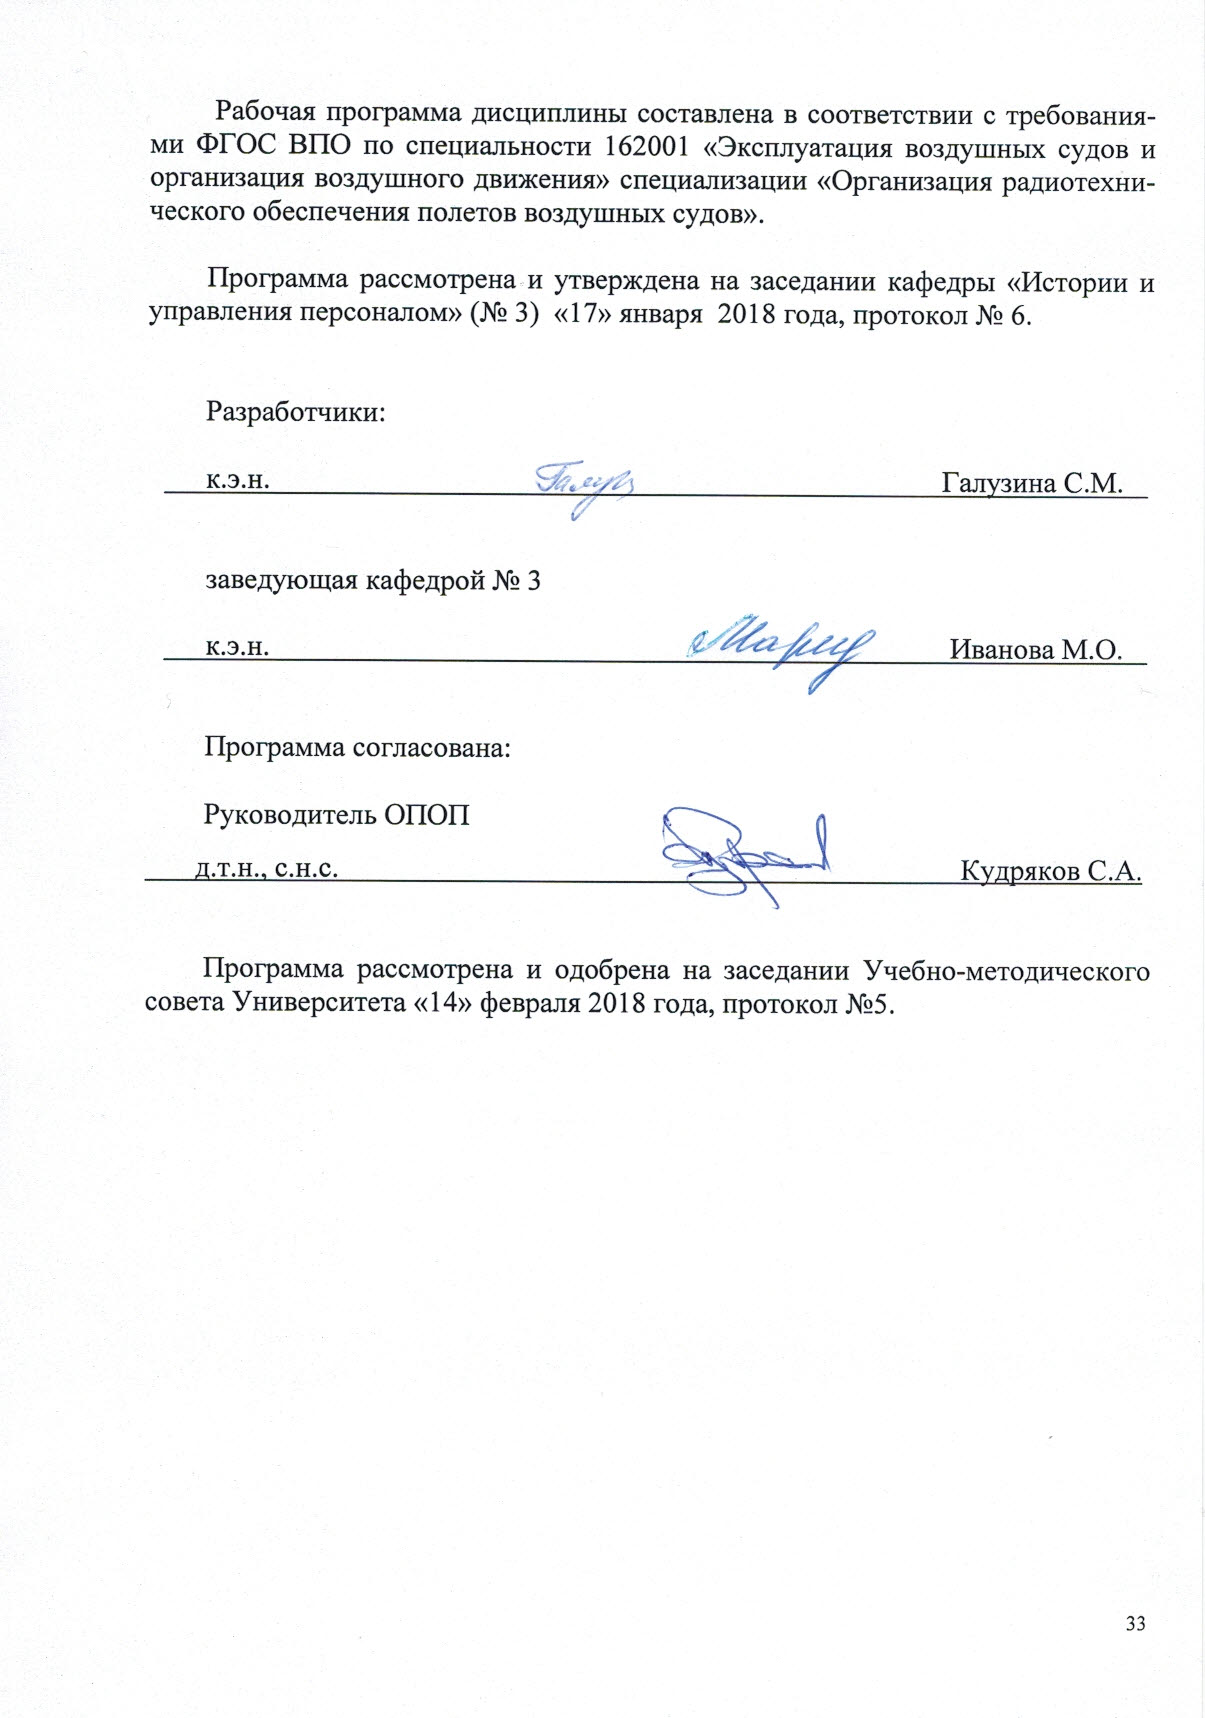 Рабочая программа дисциплины составлена в соответствии с требования-
ми ФГОС ВПО по специальности 162001 «Эксплуатация воздушных судов и
организация воздушного движения» специализации «Организация радиотехни-
ческого обеспечения полетов воздушных судов».
Программа рассмотрена и утверждена на заседании кафедры «Истории и
управления персоналом» (№ 3) «17» января 2018 года, протокол № 6.
Разработчики:
к.э.н. Галузина С.М.
заведующая кафедрой № 3
к.э.н. Иванова М.О.
Программа согласована:
Руководитель ОПОП
д.т.н., с.н.с. Кудряков С.А.
Программа рассмотрена и одобрена на заседании Учебно-методического
совета Университета «14» февраля 2018 года, протокол №5.
33